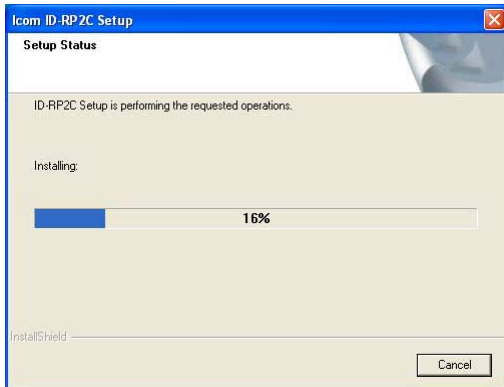 Icom ID-RP2C Setup
Setup Status
ID-RP2C Setup is performing the requested operations.
Installing:
16%
InstallShield
Cancel